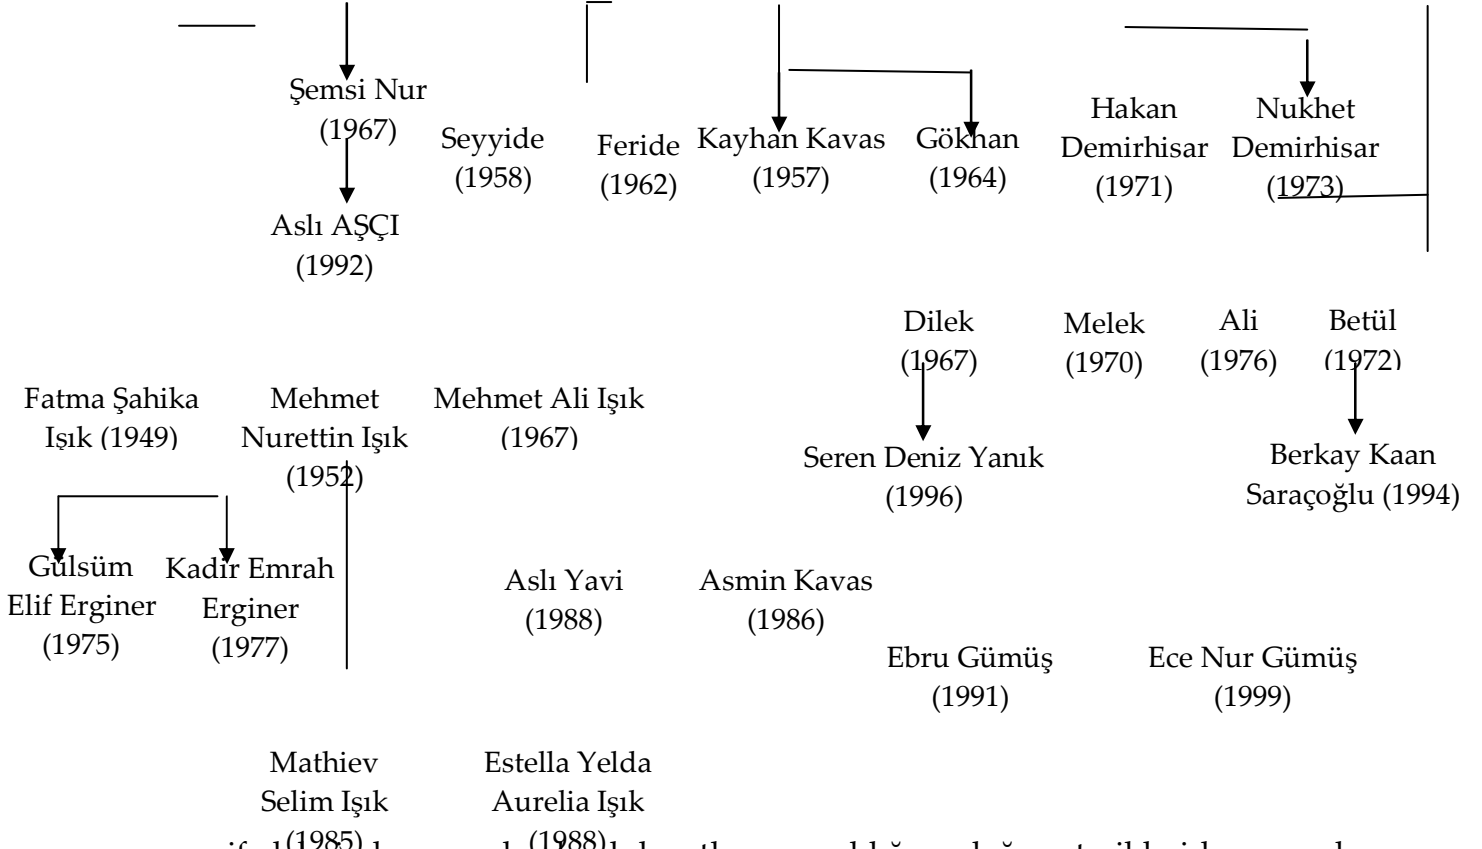 Şemsi Nur
(1967)
Seyyide
(1958)
Feride
(1962)
Kayhan Kavas
(1957)
Gökhan
(1964)
Hakan
Demirhisar
(1971)
Nukhet
Demirhisar
(1973)
Aslı AŞÇI
(1992)
Dilek
(1967)
Melek
(1970)
Ali
(1976)
Betül
(1972)
Fatma Şahika
Işık (1949)
Mehmet
Nurettin Işık
(1952)
Mehmet Ali Işık
(1967)
Seren Deniz Yanık
(1996)
Berkay Kaan
Saraçoğlu (1994)
Gülsüm
Elif Erginer
(1975)
Kadir Emrah
Erginer
(1977)
Aslı Yavi
(1988)
Asmin Kavas
(1986)
Ebru Gümüş
(1991)
Ece Nur Gümüş
(1999)
Mathiev
Selim Işık
(1985)
Estella Yelda
Aurelia Işık
(1988)